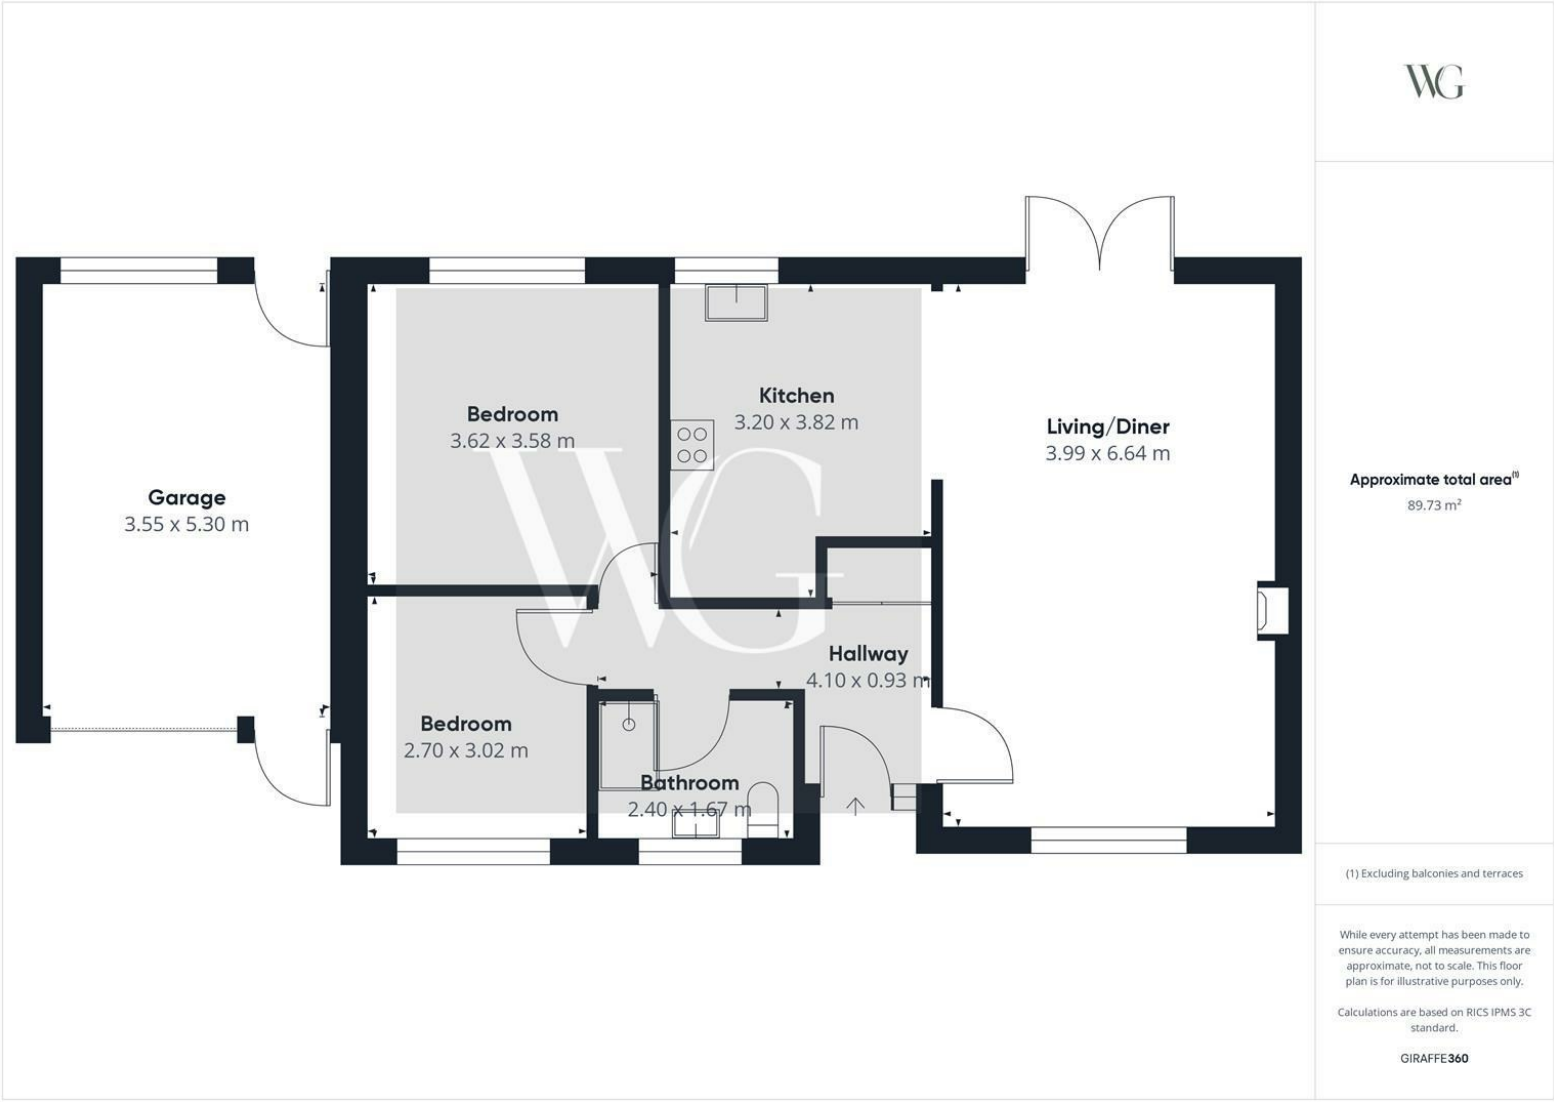 WG
Garage
3.55 x 5.30 m
Bedroom
3.62 x 3.58 m
Kitchen
3.20 x 3.82 m
Living/Diner
3.99 x 6.64 m
WG
Hallway
4.10 x 0.93 m
Bedroom
2.70 x 3.02 m
Bathroom
2.40 x 1.67 m
Approximate total area(1)
89.73 m²
(1) Excluding balconies and terraces
While every attempt has been made to
ensure accuracy, all measurements are
approximate, not to scale. This floor
plan is for illustrative purposes only.
Calculations are based on RICS IPMS 3C
standard.
GIRAFFE360